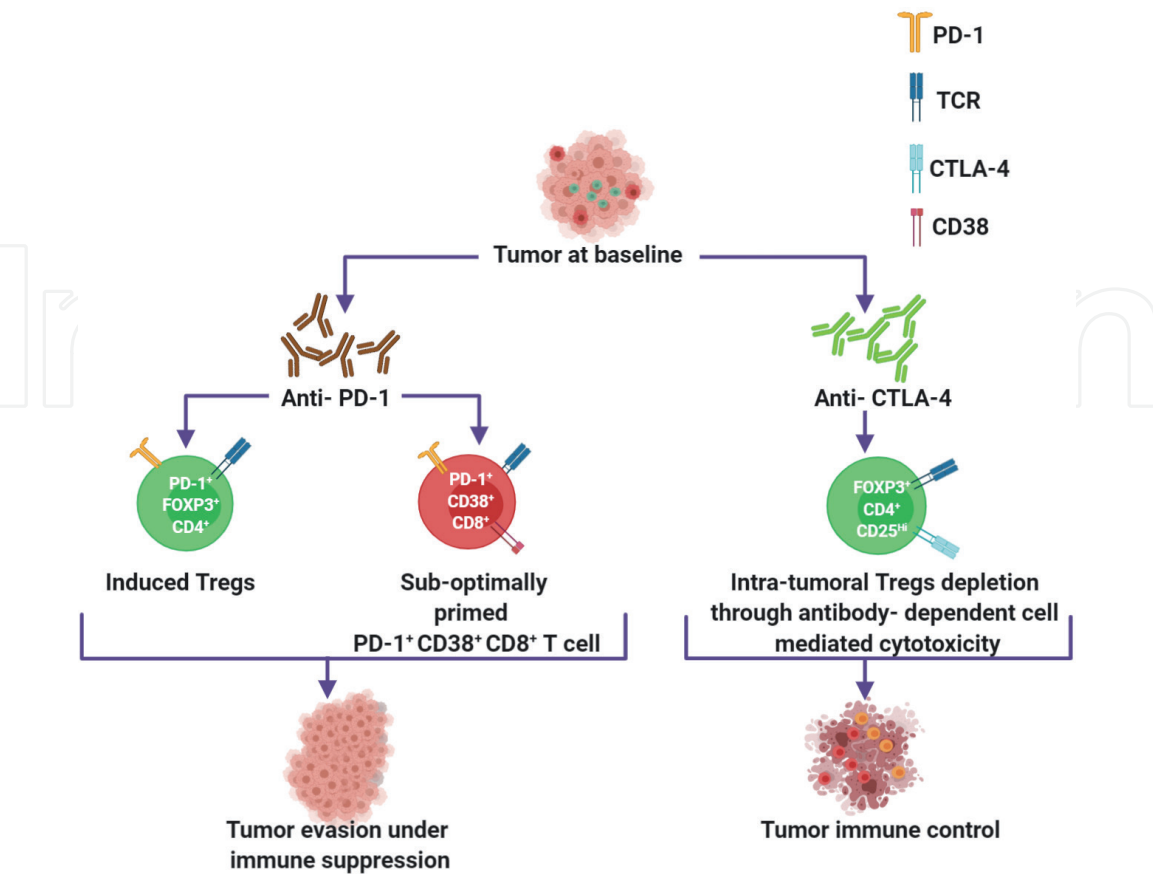 PD-1
TCR
CTLA-4
CD38
Tumor at baseline
Anti- PD-1
Anti- CTLA-4
PD-1⁺
FOXP3⁺
CD4⁺
PD-1⁺
CD38⁺
CD8⁺
FOXP3⁺
CD4⁺
CD25ᴴⁱ
Induced Tregs
Sub-optimally
primed
PD-1⁺ CD38⁺ CD8⁺ T cell
Intra-tumoral Tregs depletion
through antibody- dependent cell
mediated cytotoxicity
Tumor evasion under
immune suppression
Tumor immune control